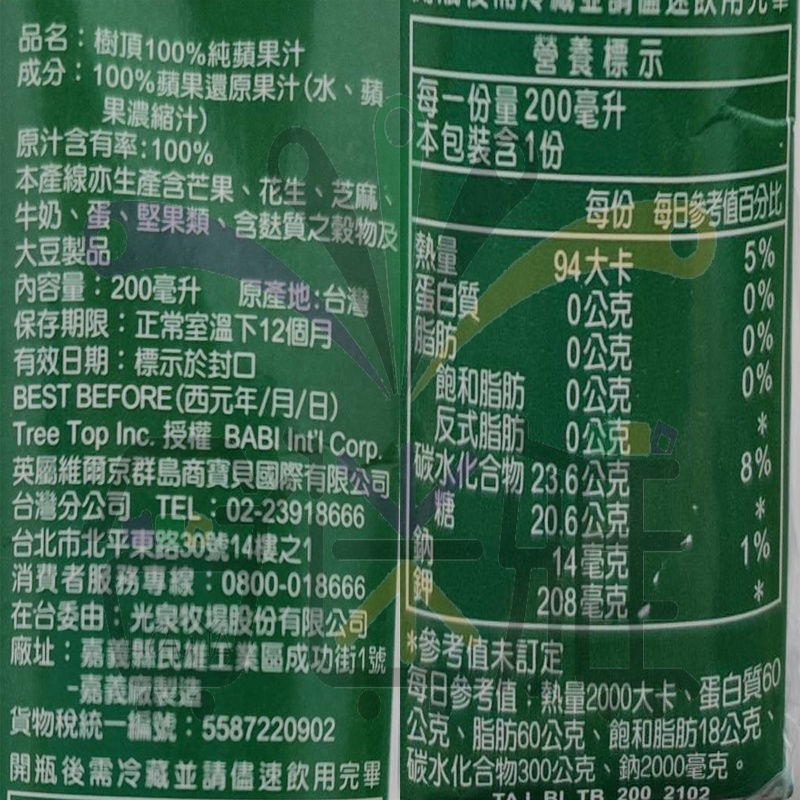 品名：樹頂100%純蘋果汁
成分：100%蘋果還原果汁(水、蘋
果濃縮汁)
原汁含有率:100%
本產線亦生產含芒果、花生、芝麻、
牛奶、蛋、堅果類、含麩質之穀物及
大豆製品
內容量：200毫升 原產地:台灣
保存期限：正常室溫下12個月
有效日期：標示於封口
BEST BEFORE(西元年/月/日)
Tree Top Inc. 授權 BABI Int'l Corp.
英屬維爾京群島商寶貝國際有限公司
台灣分公司 TEL：02-23918666
台北市北平東路30號14樓之1
消費者服務專線：0800-018666
在台委由：光泉牧場股份有限公司
廠址：嘉義縣民雄工業區成功街1號
-嘉義廠製造
貨物稅統一編號：5587220902
開瓶後需冷藏並請儘速飲用完畢
開瓶後需冷藏並請儘速飲用完畢
營養標示
每一份量200毫升
本包裝含1份
每份 每日參考值百分比
熱量 94大卡 5%
蛋白質 0公克 0%
脂肪 0公克 0%
飽和脂肪 0公克 0%
反式脂肪 0公克 *
碳水化合物 23.6公克 8%
糖 20.6公克 *
鈉 14毫克 1%
鉀 208毫克 *
*參考值未訂定
每日參考值：熱量2000大卡、蛋白質60
公克、脂肪60公克、飽和脂肪18公克、
碳水化合物300公克、鈉2000毫克。